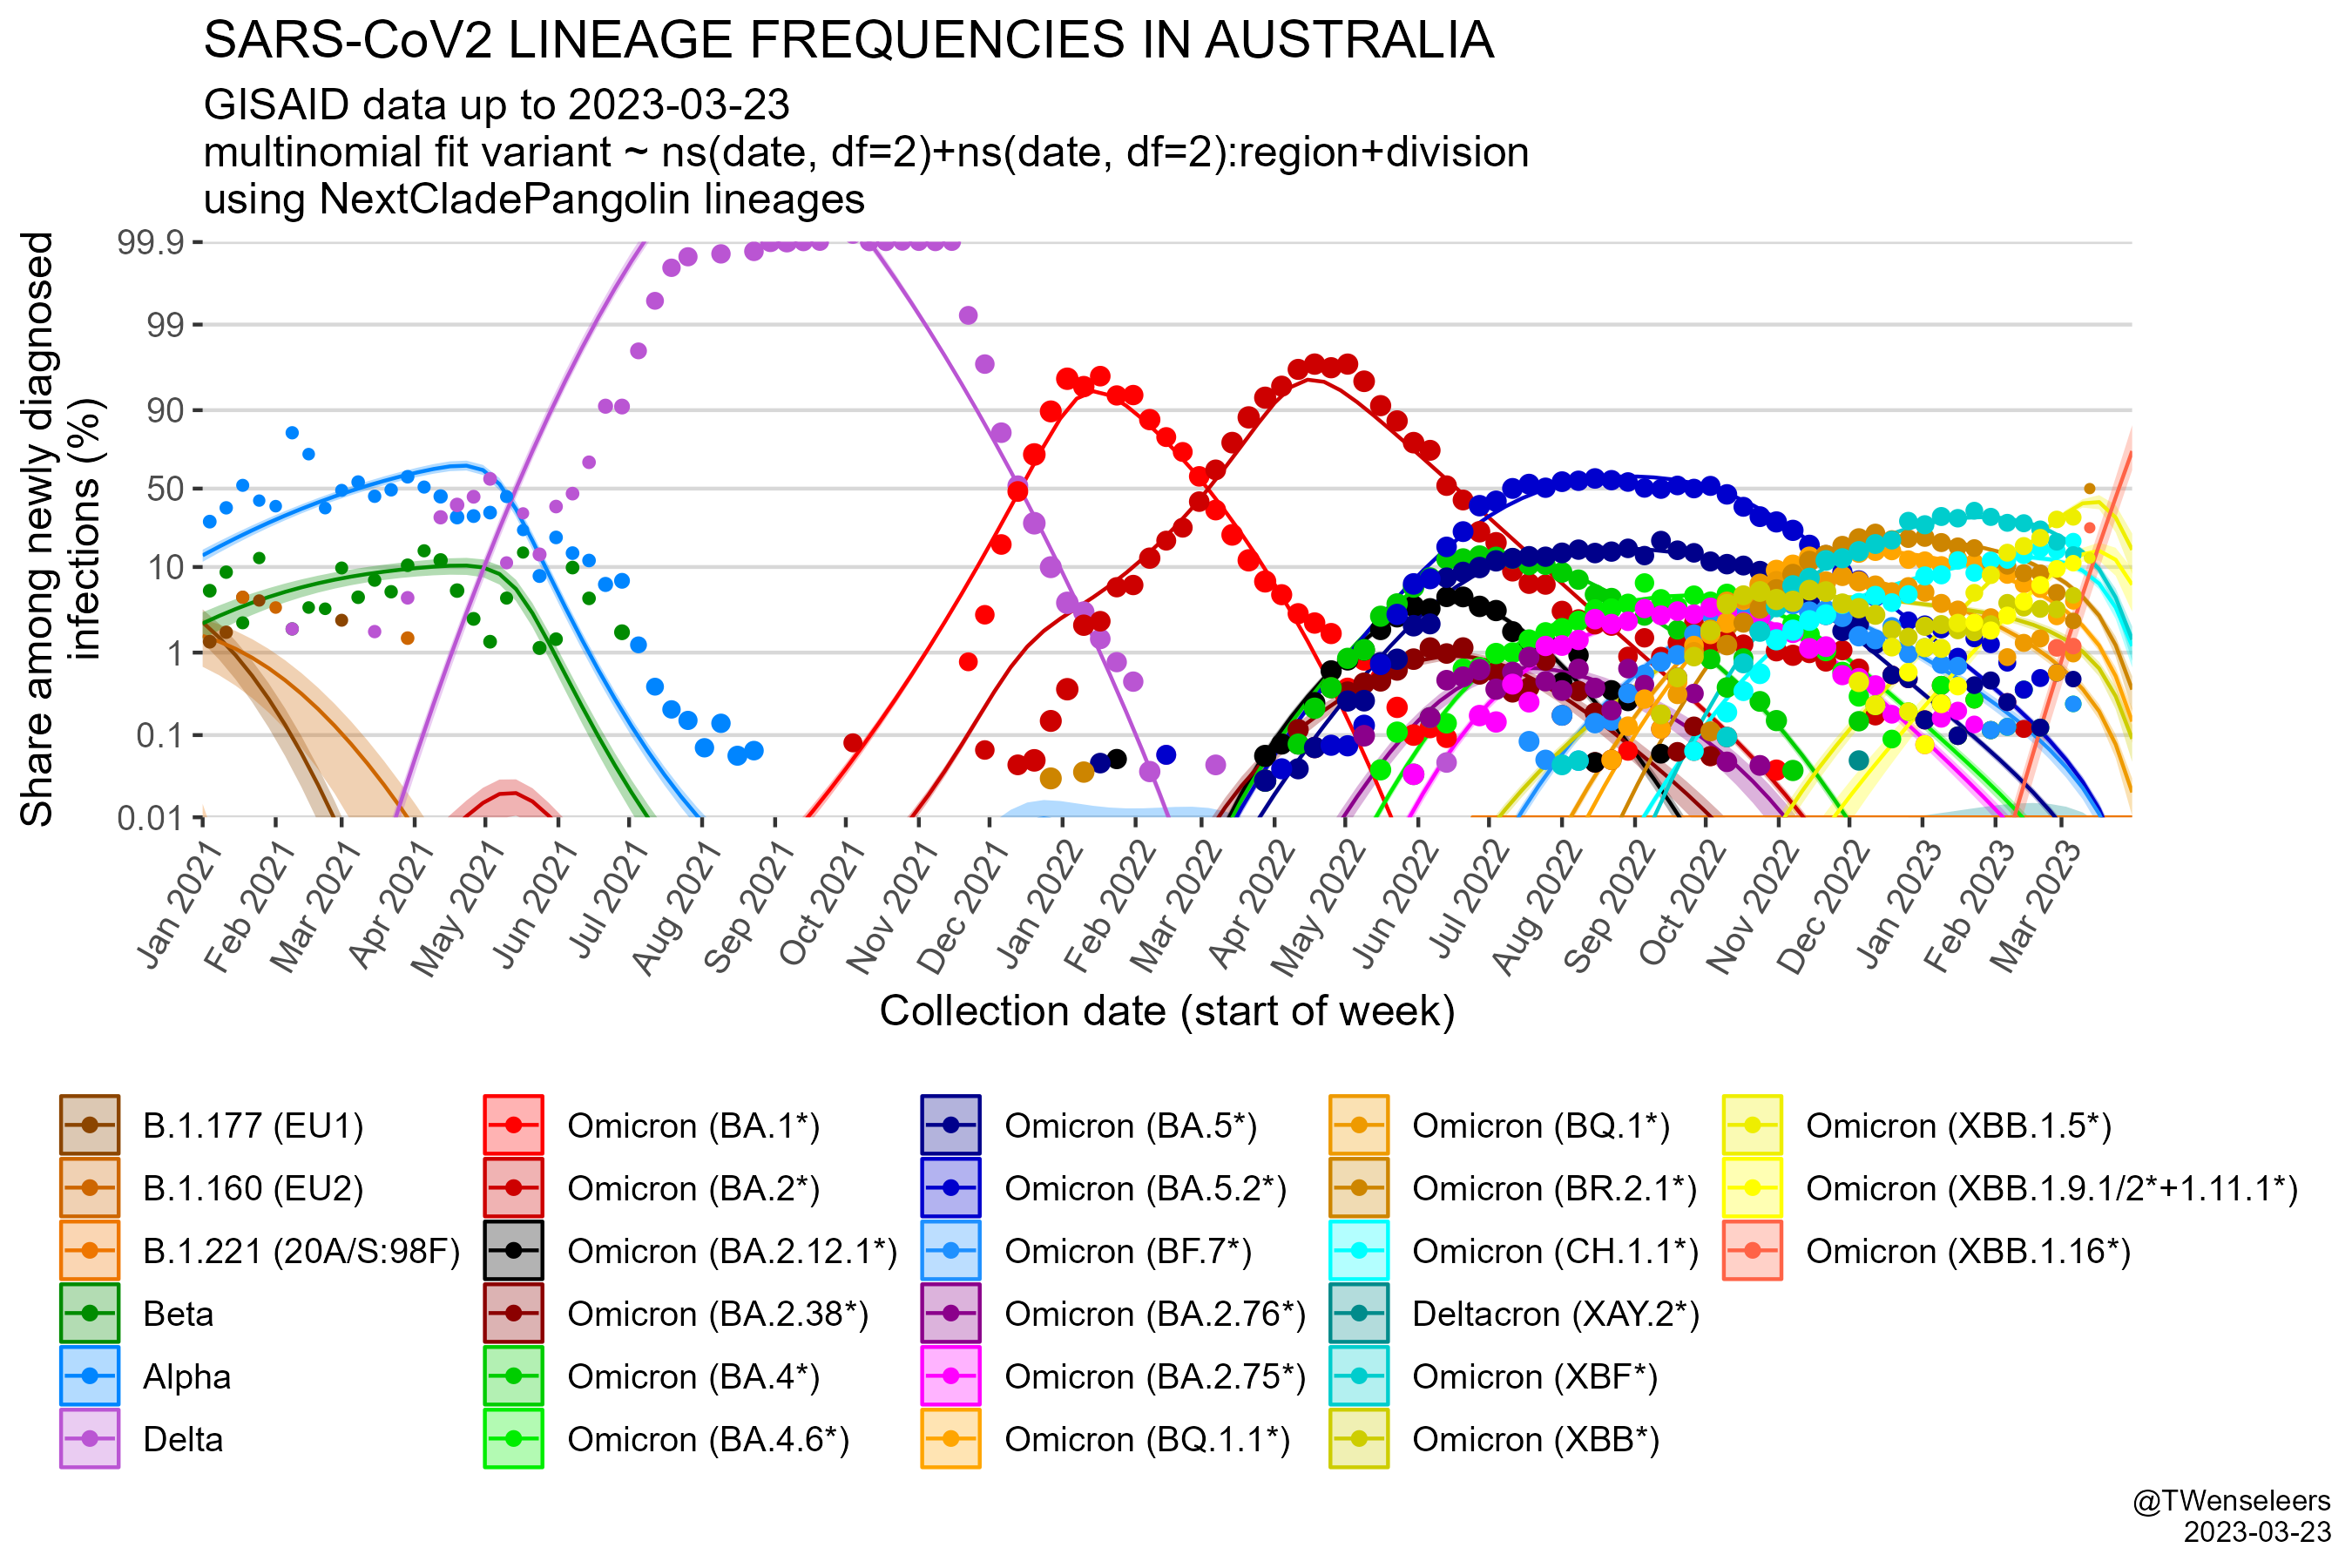 SARS-CoV2 LINEAGE FREQUENCIES IN AUSTRALIA
GISAID data up to 2023-03-23
multinomial fit variant ~ ns(date, df=2)+ns(date, df=2):region+division
using NextCladePangolin lineages
Share among newly diagnosed
infections (%)
99.9
99
90
50
10
1
0.1
0.01
Jan 2021
Feb 2021
Mar 2021
Apr 2021
May 2021
Jun 2021
Jul 2021
Aug 2021
Sep 2021
Oct 2021
Nov 2021
Dec 2021
Jan 2022
Feb 2022
Mar 2022
Apr 2022
May 2022
Jun 2022
Jul 2022
Aug 2022
Sep 2022
Oct 2022
Nov 2022
Dec 2022
Jan 2023
Feb 2023
Mar 2023
Collection date (start of week)
B.1.177 (EU1)
B.1.160 (EU2)
B.1.221 (20A/S:98F)
Beta
Alpha
Delta
Omicron (BA.1*)
Omicron (BA.2*)
Omicron (BA.2.12.1*)
Omicron (BA.2.38*)
Omicron (BA.4*)
Omicron (BA.4.6*)
Omicron (BA.5*)
Omicron (BA.5.2*)
Omicron (BF.7*)
Omicron (BA.2.76*)
Omicron (BA.2.75*)
Omicron (BQ.1.1*)
Omicron (BQ.1*)
Omicron (BR.2.1*)
Omicron (CH.1.1*)
Deltacron (XAY.2*)
Omicron (XBF*)
Omicron (XBB*)
Omicron (XBB.1.5*)
Omicron (XBB.1.9.1/2*+1.11.1*)
Omicron (XBB.1.16*)
@TWenseleers
2023-03-23